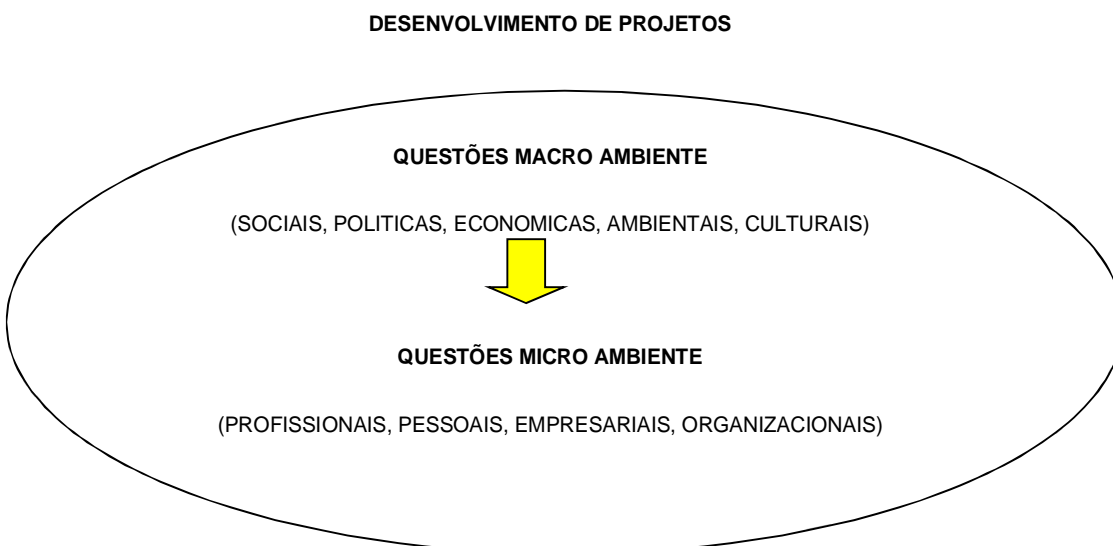 DESENVOLVIMENTO DE PROJETOS
QUESTÕES MACRO AMBIENTE
(SOCIAIS, POLITICAS, ECONOMICAS, AMBIENTAIS, CULTURAIS)
QUESTÕES MICRO AMBIENTE
(PROFISSIONAIS, PESSOAIS, EMPRESARIAIS, ORGANIZACIONAIS)